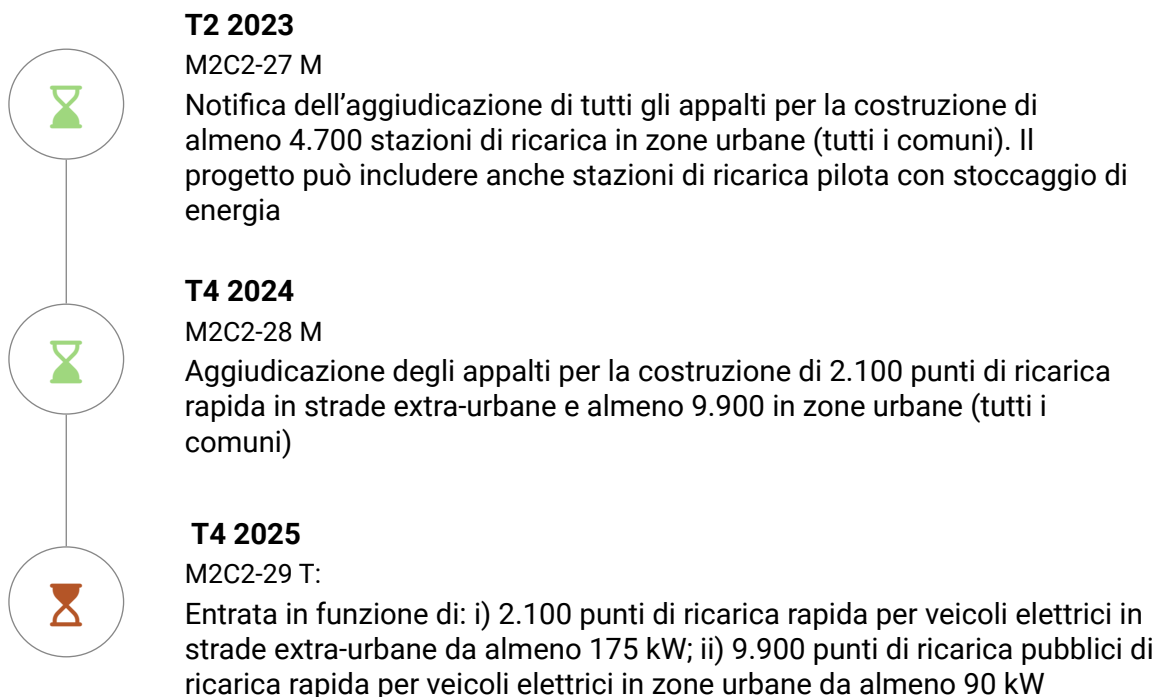 T2 2023
M2C2-27 M
Notifica dell’aggiudicazione di tutti gli appalti per la costruzione di
almeno 4.700 stazioni di ricarica in zone urbane (tutti i comuni). Il
progetto può includere anche stazioni di ricarica pilota con stoccaggio di
energia
T4 2024
M2C2-28 M
Aggiudicazione degli appalti per la costruzione di 2.100 punti di ricarica
rapida in strade extra-urbane e almeno 9.900 in zone urbane (tutti i
comuni)
T4 2025
M2C2-29 T:
Entrata in funzione di: i) 2.100 punti di ricarica rapida per veicoli elettrici in
strade extra-urbane da almeno 175 kW; ii) 9.900 punti di ricarica pubblici di
ricarica rapida per veicoli elettrici in zone urbane da almeno 90 kW